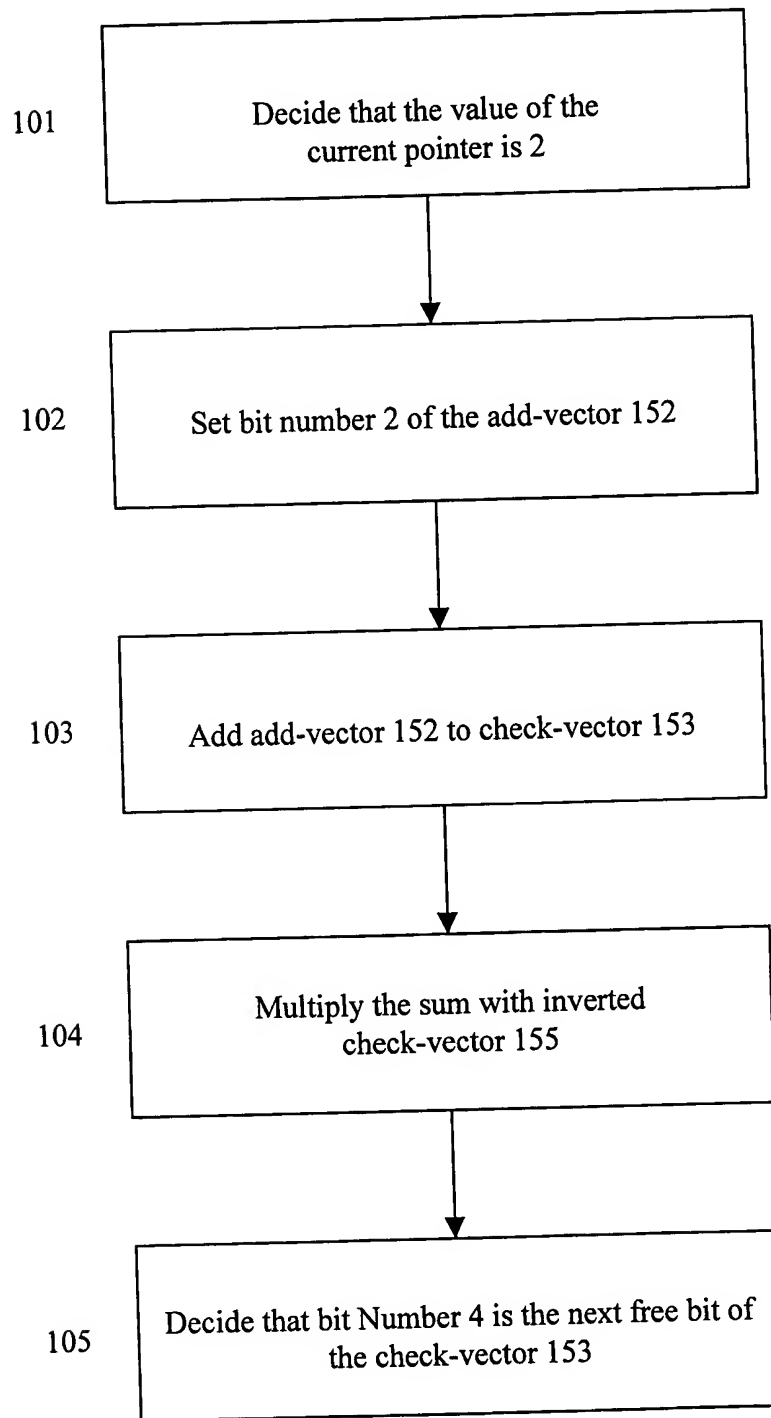 101
Decide that the value of the
current pointer is 2
102
Set bit number 2 of the add-vector 152
103
Add add-vector 152 to check-vector 153
104
Multiply the sum with inverted
check-vector 155
105
Decide that bit Number 4 is the next free bit of
the check-vector 153